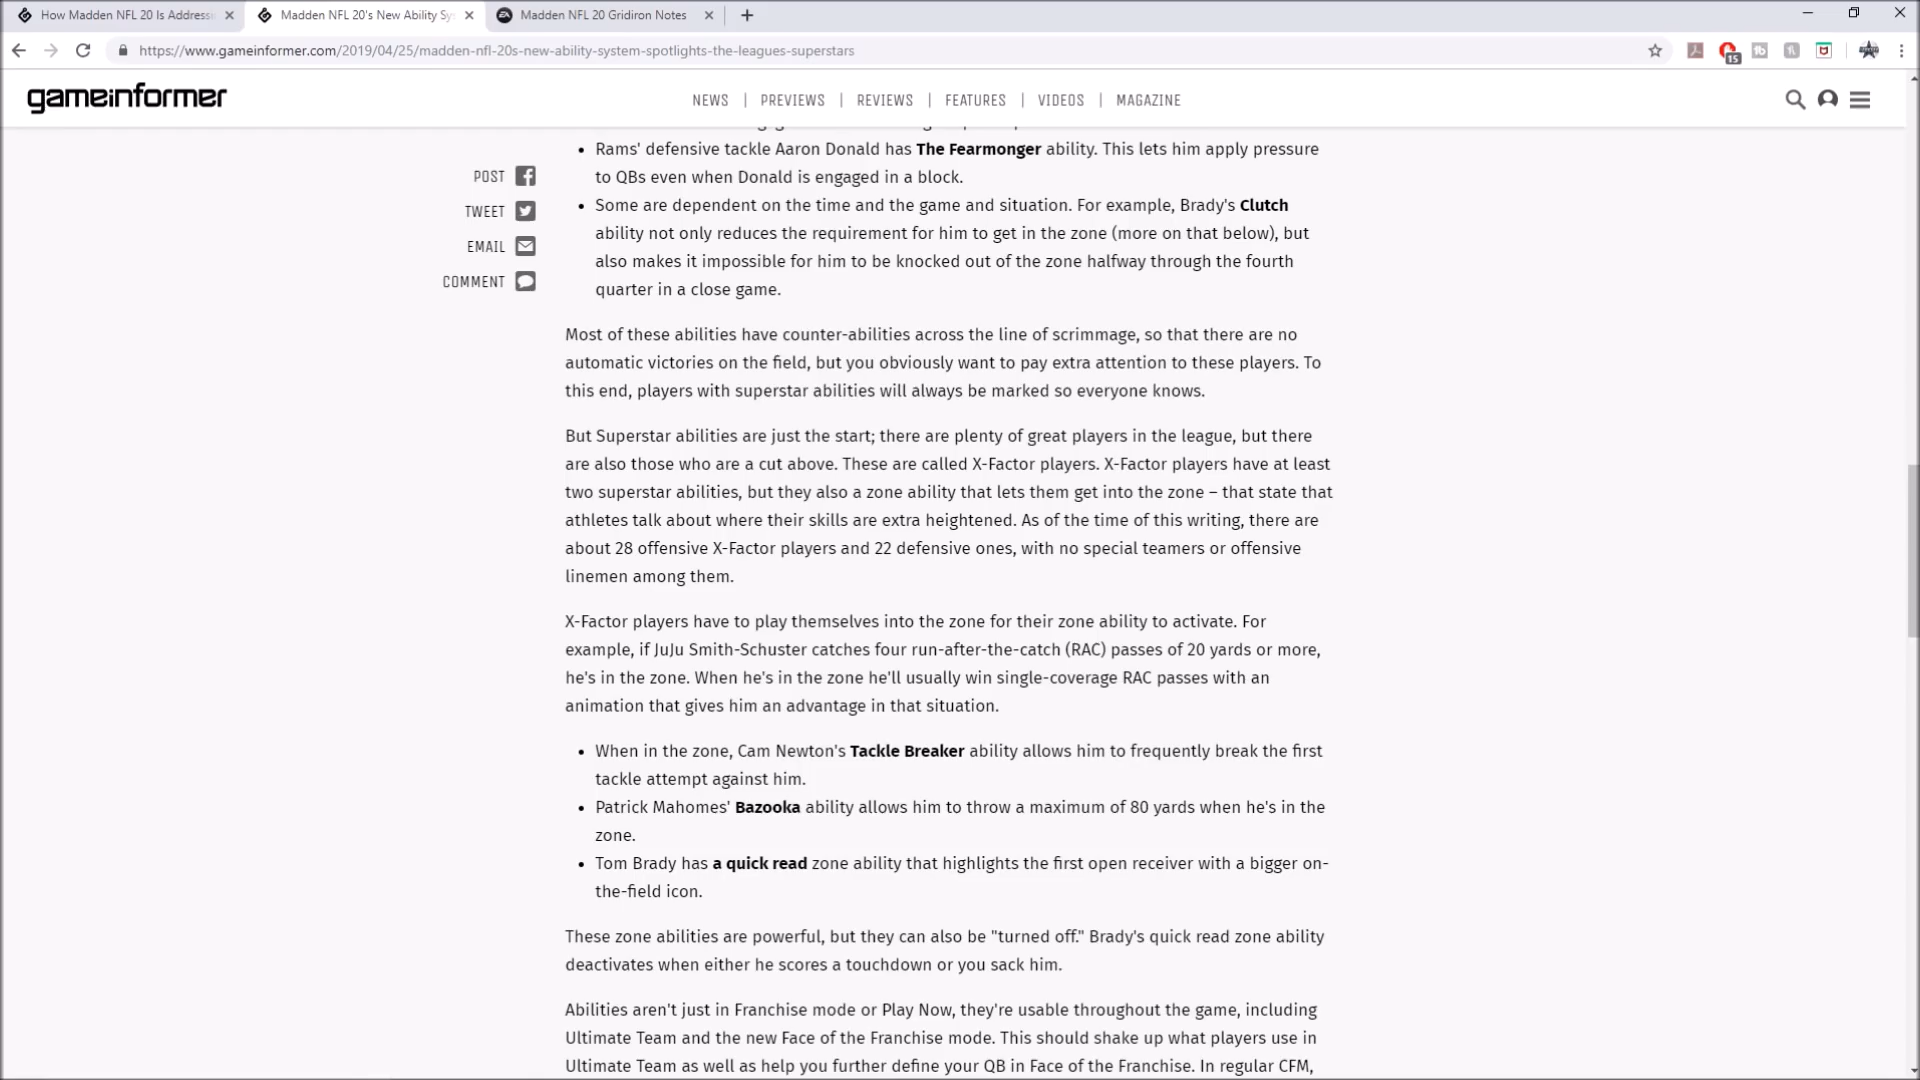 How Madden NFL 20 Is Addressi
Madden NFL 20's New Ability Sy
Madden NFL 20 Gridiron Notes
https://www.gameinformer.com/2019/04/25/madden-nfl-20s-new-ability-system-spotlights-the-leagues-superstars
15
gameinformer
NEWS | PREVIEWS | REVIEWS | FEATURES | VIDEOS | MAGAZINE
POST
TWEET
EMAIL
COMMENT
• Rams' defensive tackle Aaron Donald has The Fearmonger ability. This lets him apply pressure
to QBs even when Donald is engaged in a block.
• Some are dependent on the time and the game and situation. For example, Brady's Clutch
ability not only reduces the requirement for him to get in the zone (more on that below), but
also makes it impossible for him to be knocked out of the zone halfway through the fourth
quarter in a close game.
Most of these abilities have counter-abilities across the line of scrimmage, so that there are no
automatic victories on the field, but you obviously want to pay extra attention to these players. To
this end, players with superstar abilities will always be marked so everyone knows.
But Superstar abilities are just the start; there are plenty of great players in the league, but there
are also those who are a cut above. These are called X-Factor players. X-Factor players have at least
two superstar abilities, but they also a zone ability that lets them get into the zone – that state that
athletes talk about where their skills are extra heightened. As of the time of this writing, there are
about 28 offensive X-Factor players and 22 defensive ones, with no special teamers or offensive
linemen among them.
X-Factor players have to play themselves into the zone for their zone ability to activate. For
example, if JuJu Smith-Schuster catches four run-after-the-catch (RAC) passes of 20 yards or more,
he's in the zone. When he's in the zone he'll usually win single-coverage RAC passes with an
animation that gives him an advantage in that situation.
• When in the zone, Cam Newton's Tackle Breaker ability allows him to frequently break the first
tackle attempt against him.
• Patrick Mahomes' Bazooka ability allows him to throw a maximum of 80 yards when he's in the
zone.
• Tom Brady has a quick read zone ability that highlights the first open receiver with a bigger on-
the-field icon.
These zone abilities are powerful, but they can also be "turned off." Brady's quick read zone ability
deactivates when either he scores a touchdown or you sack him.
Abilities aren't just in Franchise mode or Play Now, they're usable throughout the game, including
Ultimate Team and the new Face of the Franchise mode. This should shake up what players use in
Ultimate Team as well as help you further define your QB in Face of the Franchise. In regular CFM,